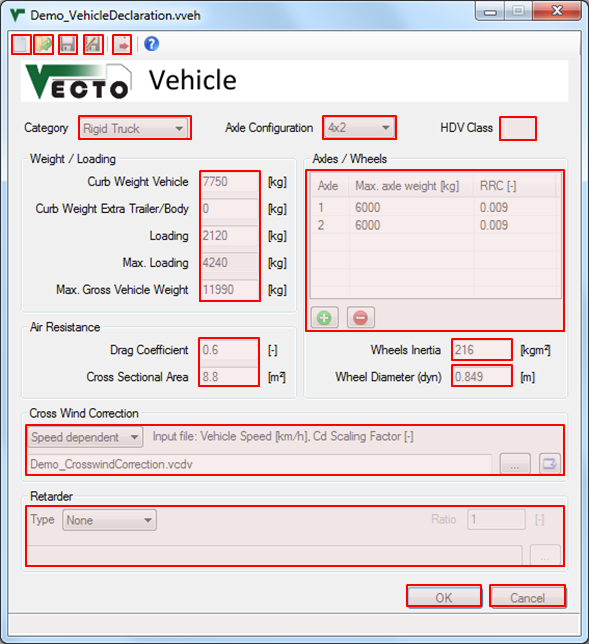 Demo_VehicleDeclaration.vveh
VECTO Vehicle
Category Rigid Truck Axle Configuration 4x2 HDV Class
Weight / Loading
Curb Weight Vehicle 7750 [kg]
Curb Weight Extra Trailer/Body 0 [kg]
Loading 2120 [kg]
Max. Loading 4240 [kg]
Max. Gross Vehicle Weight 11990 [kg]
Axles / Wheels
Axle Max. axle weight [kg] RRC [-]
1 6000 0.009
2 6000 0.009
Air Resistance
Drag Coefficient 0.6 [-]
Cross Sectional Area 8.8 [m²]
Wheels Inertia 216 [kgm²]
Wheel Diameter (dyn) 0.849 [m]
Cross Wind Correction
Speed dependent Input file: Vehicle Speed [km/h], Cd Scaling Factor [-]
Demo_CrosswindCorrection.vcdv ...
Retarder
Type None Ratio 1 [-]
...
OK Cancel